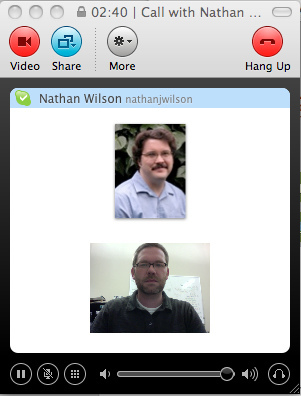 02:40 | Call with Nathan ...
Video
Share
More
Hang Up
Nathan Wilson nathanjwilson